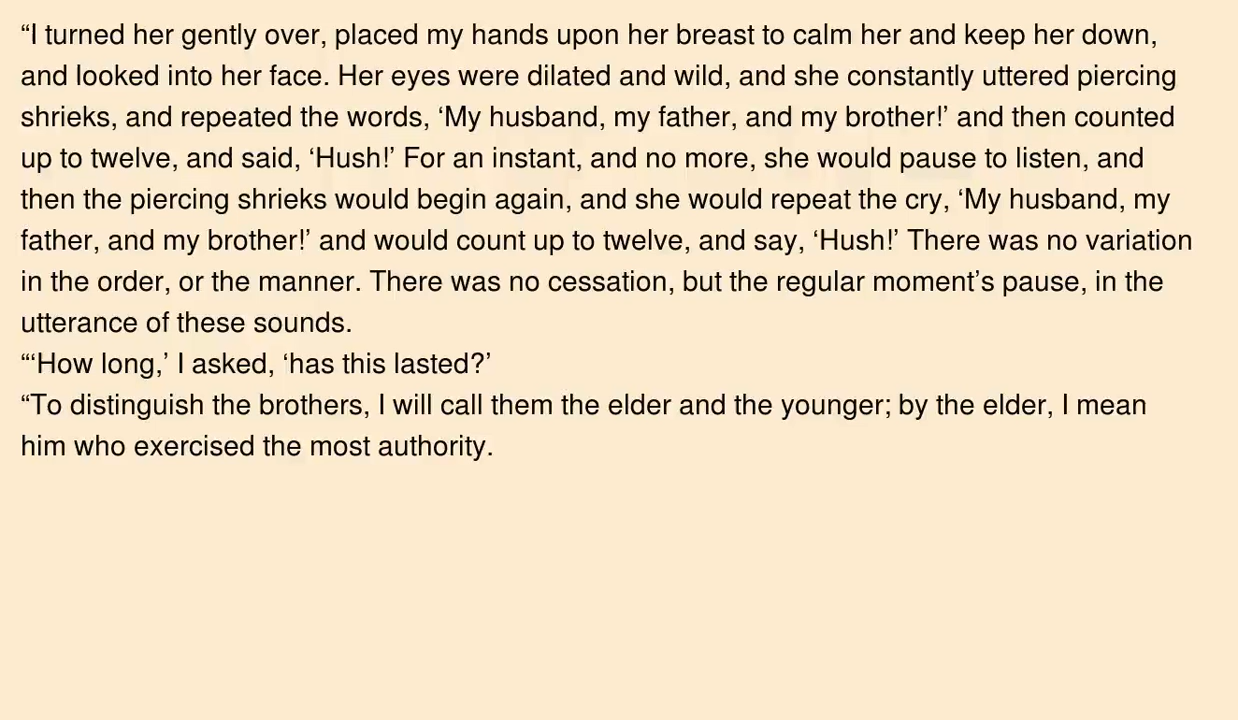 “I turned her gently over, placed my hands upon her breast to calm her and keep her down,
and looked into her face. Her eyes were dilated and wild, and she constantly uttered piercing
shrieks, and repeated the words, ‘My husband, my father, and my brother!’ and then counted
up to twelve, and said, ‘Hush!’ For an instant, and no more, she would pause to listen, and
then the piercing shrieks would begin again, and she would repeat the cry, ‘My husband, my
father, and my brother!’ and would count up to twelve, and say, ‘Hush!’ There was no variation
in the order, or the manner. There was no cessation, but the regular moment’s pause, in the
utterance of these sounds.
“‘How long,’ I asked, ‘has this lasted?’
“To distinguish the brothers, I will call them the elder and the younger; by the elder, I mean
him who exercised the most authority.